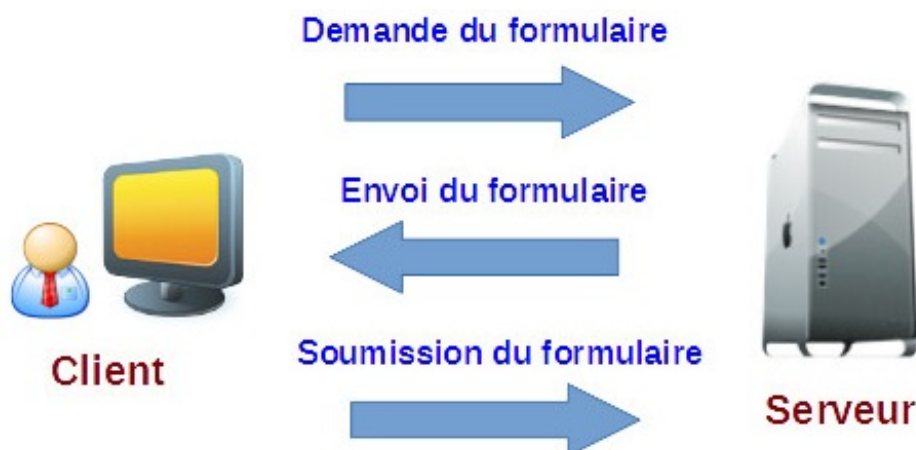 Demande du formulaire
Envoi du formulaire
Soumission du formulaire
Client
Serveur